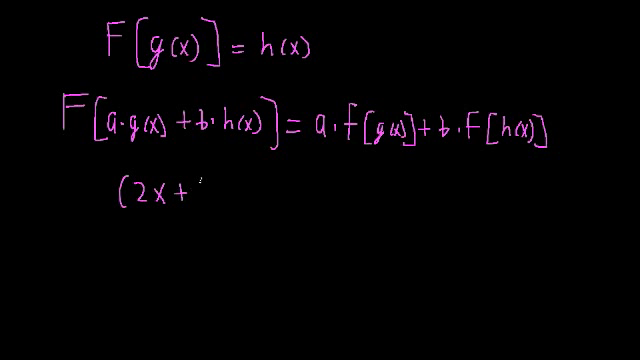 F[g(x)] = h(x)
F[a·g(x) + b·h(x)] = a·f[g(x)] + b·F[h(x)]
(2x +